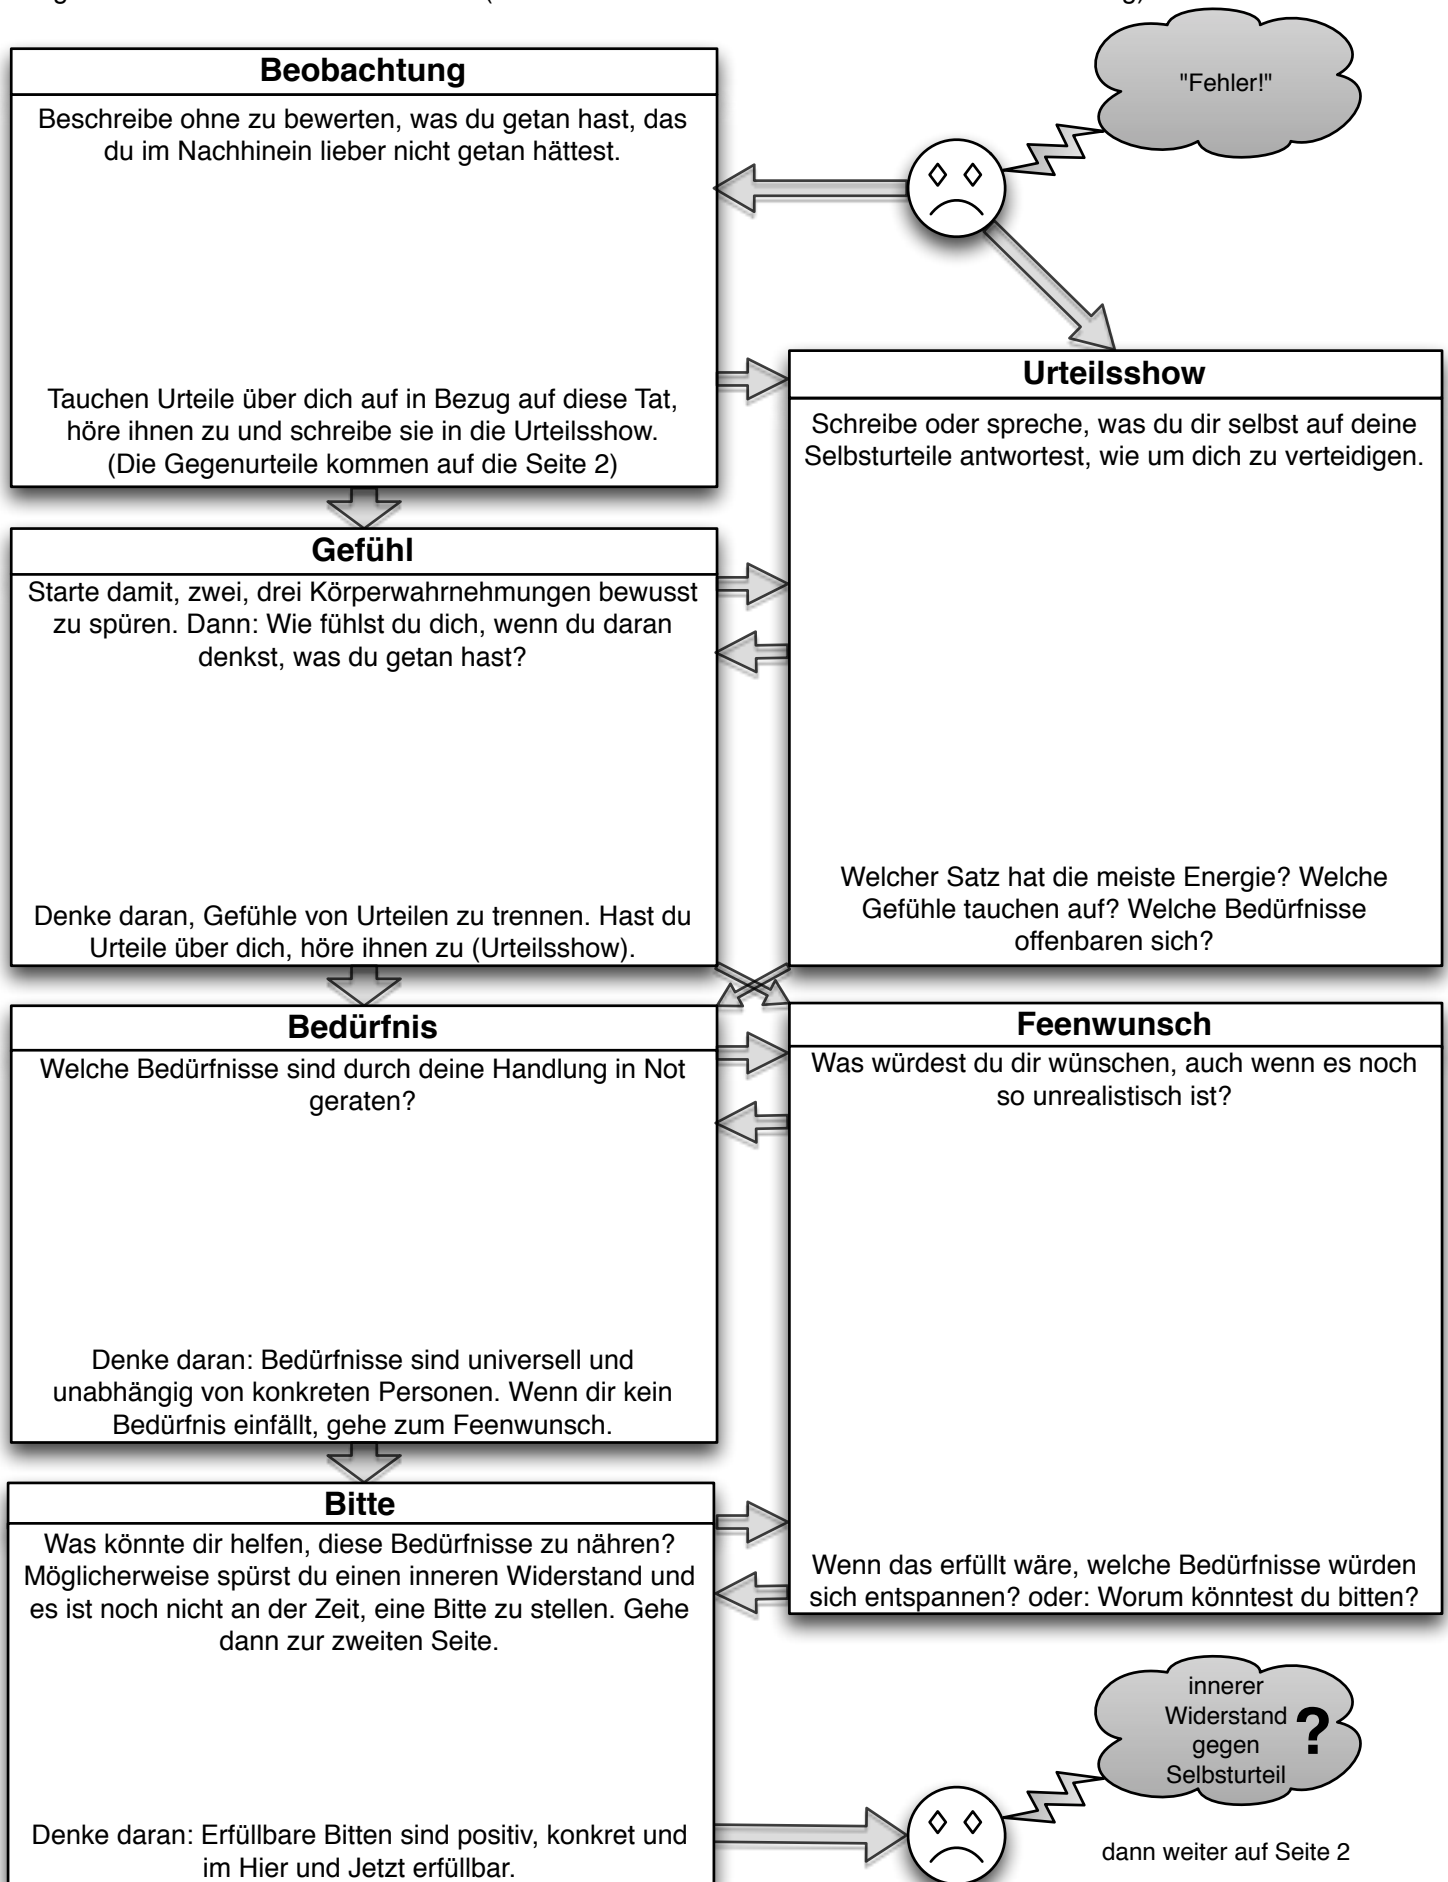 "Fehler!"
Beobachtung
Beschreibe ohne zu bewerten, was du getan hast, das
du im Nachhinein lieber nicht getan hättest.
Tauchen Urteile über dich auf in Bezug auf diese Tat,
höre ihnen zu und schreibe sie in die Urteilsshow.
(Die Gegenurteile kommen auf die Seite 2)
Urteilsshow
Schreibe oder spreche, was du dir selbst auf deine
Selbsturteile antwortest, wie um dich zu verteidigen.
Welcher Satz hat die meiste Energie? Welche
Gefühle tauchen auf? Welche Bedürfnisse
offenbaren sich?
Gefühl
Starte damit, zwei, drei Körperwahrnehmungen bewusst
zu spüren. Dann: Wie fühlst du dich, wenn du daran
denkst, was du getan hast?
Denke daran, Gefühle von Urteilen zu trennen. Hast du
Urteile über dich, höre ihnen zu (Urteilsshow).
Bedürfnis
Welche Bedürfnisse sind durch deine Handlung in Not
geraten?
Denke daran: Bedürfnisse sind universell und
unabhängig von konkreten Personen. Wenn dir kein
Bedürfnis einfällt, gehe zum Feenwunsch.
Feenwunsch
Was würdest du dir wünschen, auch wenn es noch
so unrealistisch ist?
Wenn das erfüllt wäre, welche Bedürfnisse würden
sich entspannen? oder: Worum könntest du bitten?
Bitte
Was könnte dir helfen, diese Bedürfnisse zu nähren?
Möglicherweise spürst du einen inneren Widerstand und
es ist noch nicht an der Zeit, eine Bitte zu stellen. Gehe
dann zur zweiten Seite.
Denke daran: Erfüllbare Bitten sind positiv, konkret und
im Hier und Jetzt erfüllbar.
innerer
Widerstand
gegen
Selbsturteil
?
dann weiter auf Seite 2